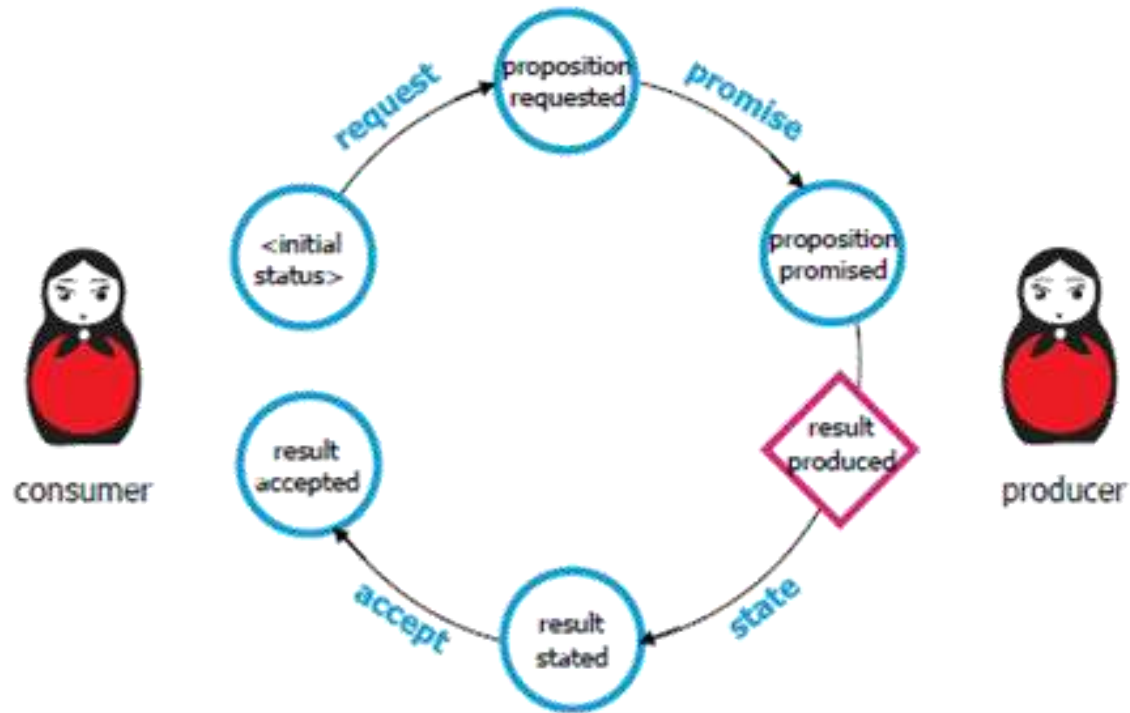 request
proposition
requested
promise
<initial
status>
proposition
promised
result
accepted
result
produced
consumer
producer
accept
result
stated
state